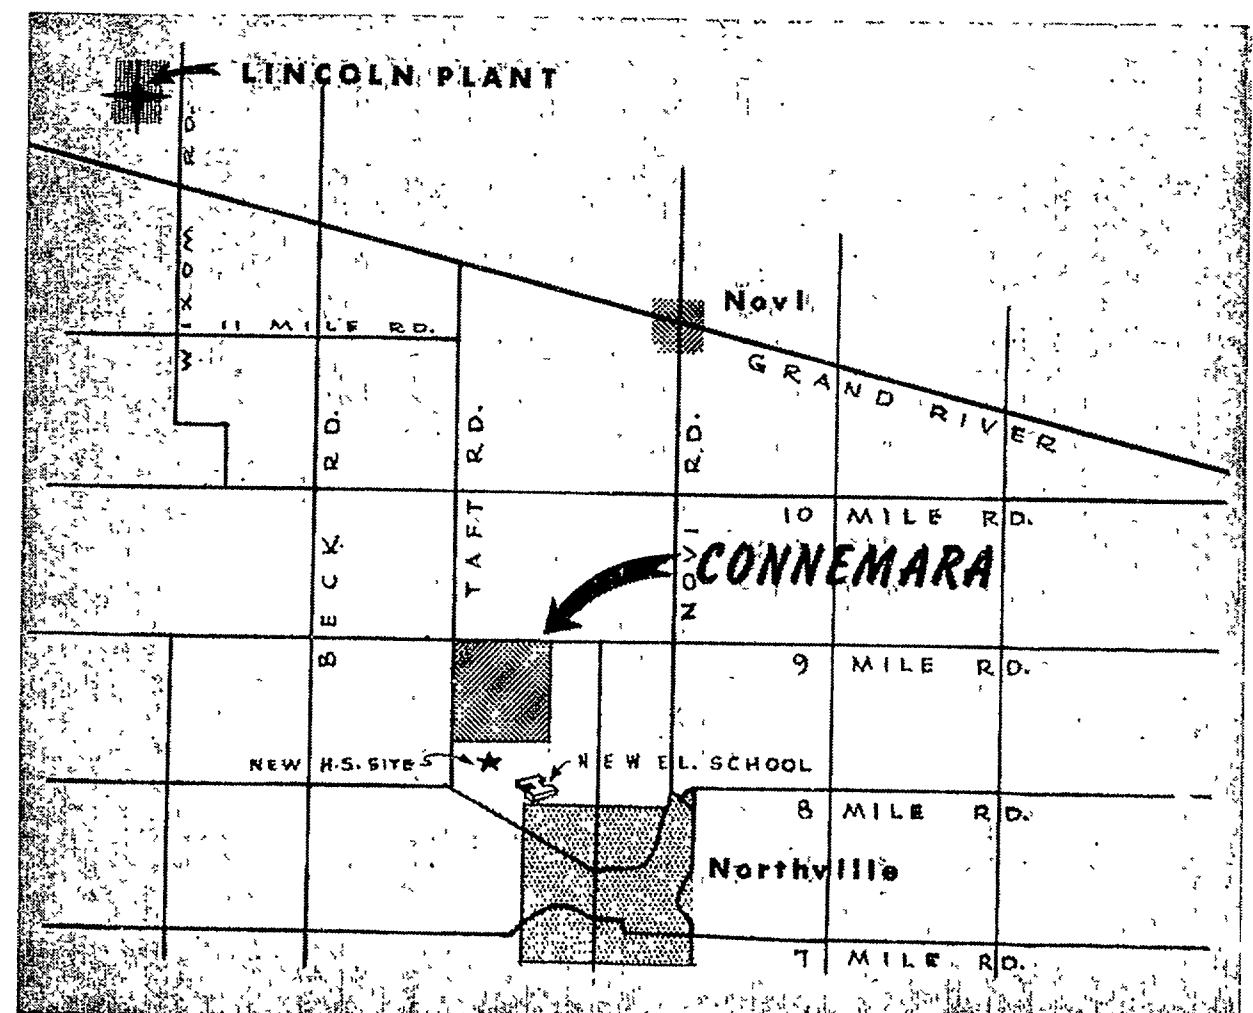 LINCOLN PLANT
WIXOM RD.
Novi
11 MILE RD.
GRAND RIVER
BECK RD.
TAFT RD.
NOVI RD.
10 MILE RD.
CONNEMARA
9 MILE RD.
NEW H.S. SITE
NEW EL. SCHOOL
8 MILE RD.
Northville
7 MILE RD.